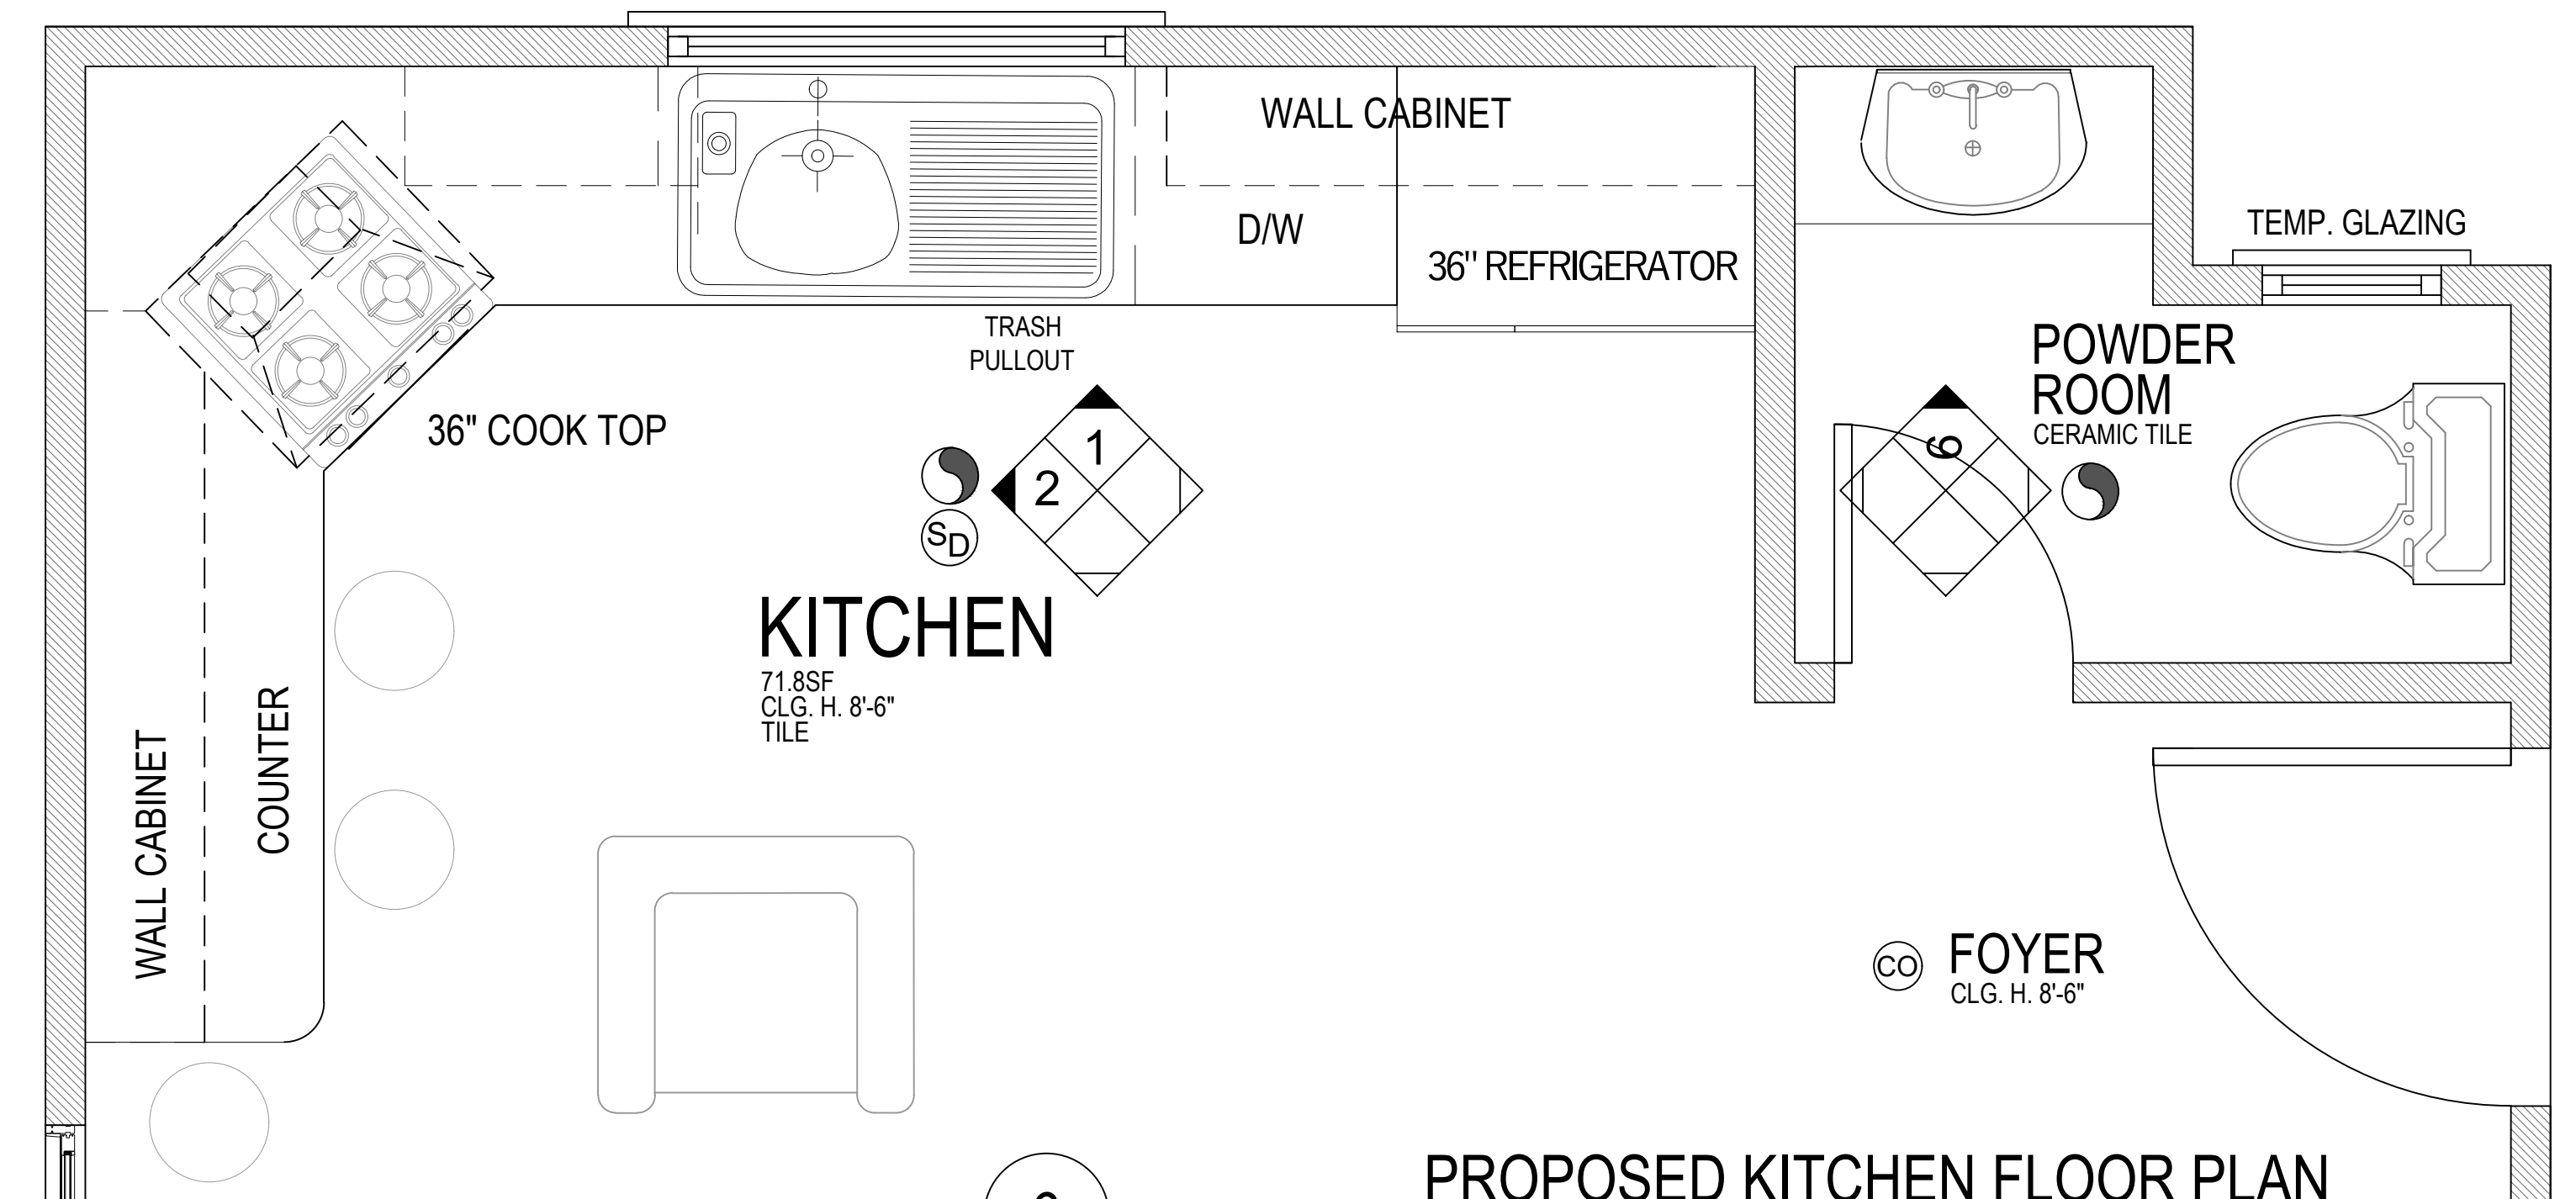 WALL CABINET
D/W
36" REFRIGERATOR
TEMP. GLAZING
TRASH
PULLOUT
36" COOK TOP
POWDER
ROOM
CERAMIC TILE
1
2
6
SD
KITCHEN
71.8SF
CLG. H. 8'-6"
TILE
WALL CABINET
COUNTER
CO
FOYER
CLG. H. 8'-6"
PROPOSED KITCHEN FLOOR PLAN